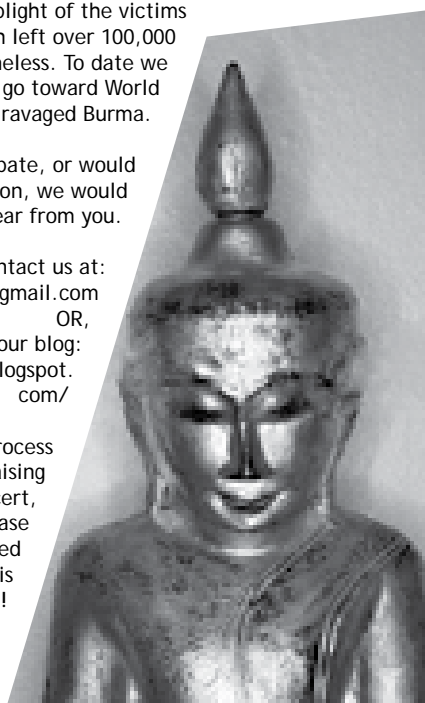 plight of the victims
left over 100,000
meless. To date we
go toward World
ravaged Burma.
pate, or would
on, we would
ear from you.
ntact us at:
gmail.com
OR,
our blog:
logspot.
com/
rocess
ising
cert,
ase
ed
is
!